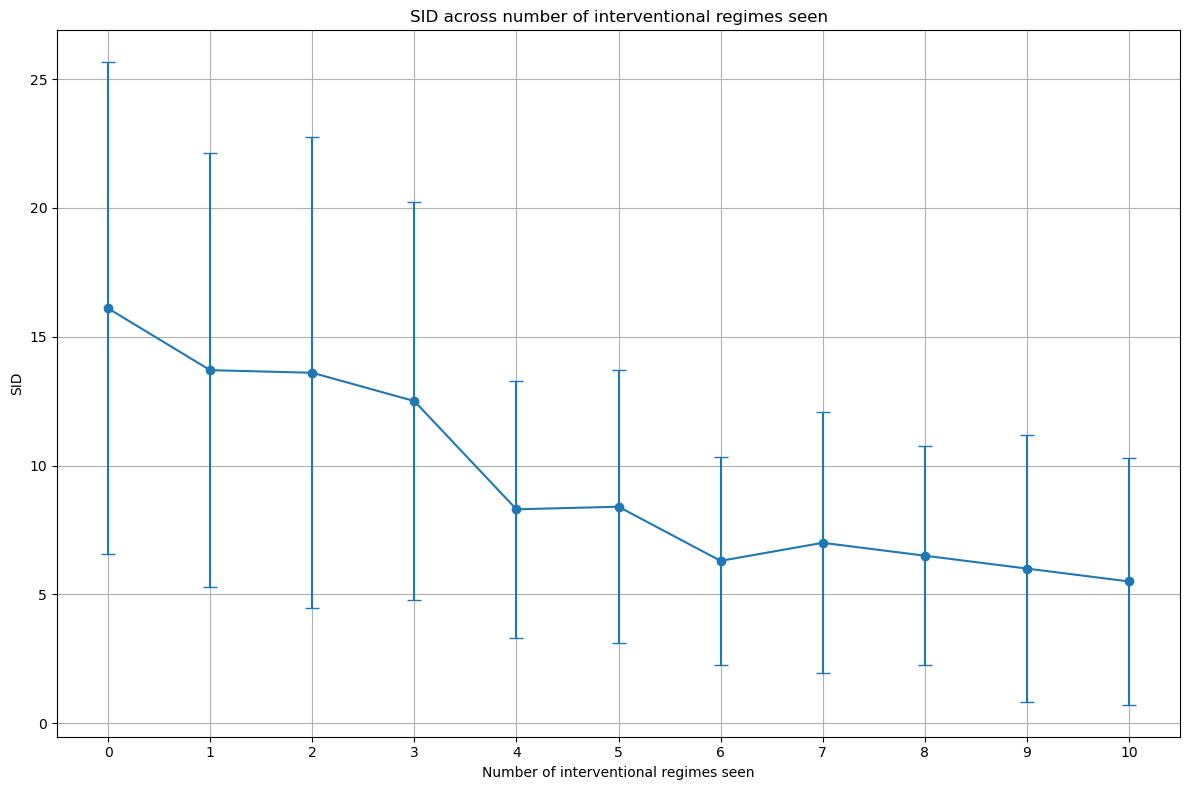 SID across number of interventional regimes seen
25
20
15
10
5
0
SID
0 1 2 3 4 5 6 7 8 9 10
Number of interventional regimes seen